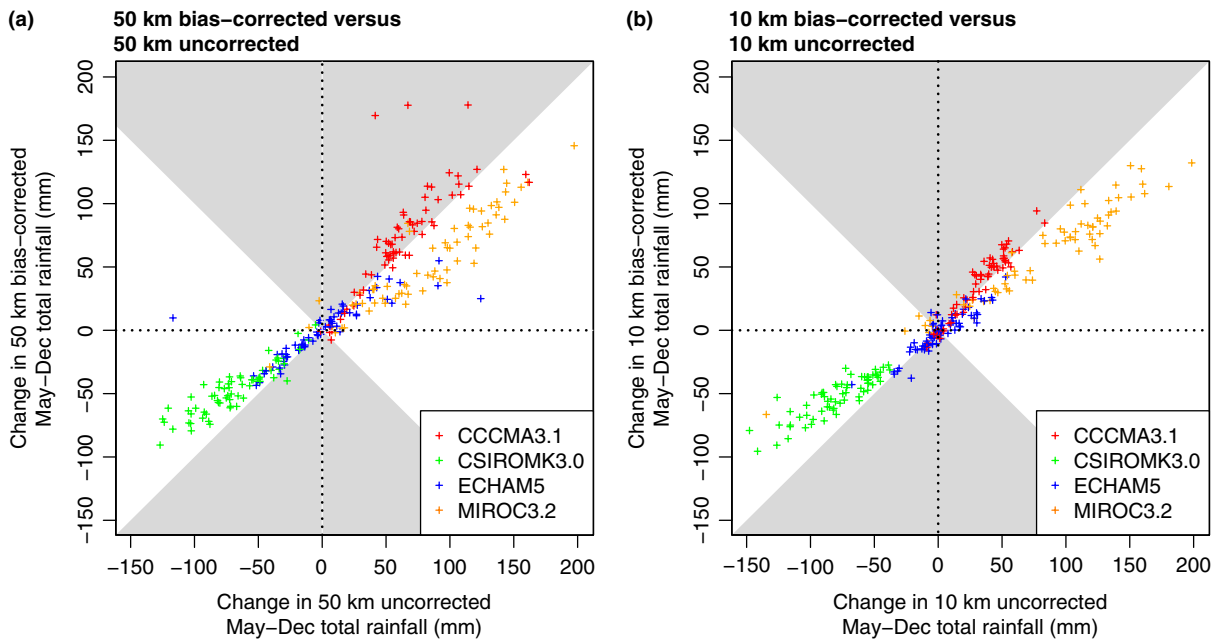 (a)
50 km bias−corrected versus
50 km uncorrected
200
150
100
50
0
−50
−100
−150
Change in 50 km bias−corrected
May−Dec total rainfall (mm)
CCCMA3.1
CSIROMK3.0
ECHAM5
MIROC3.2
−150
−100
−50
0
50
100
150
200
Change in 50 km uncorrected
May−Dec total rainfall (mm)
(b)
10 km bias−corrected versus
10 km uncorrected
200
150
100
50
0
−50
−100
−150
Change in 10 km bias−corrected
May−Dec total rainfall (mm)
CCCMA3.1
CSIROMK3.0
ECHAM5
MIROC3.2
−150
−100
−50
0
50
100
150
200
Change in 10 km uncorrected
May−Dec total rainfall (mm)